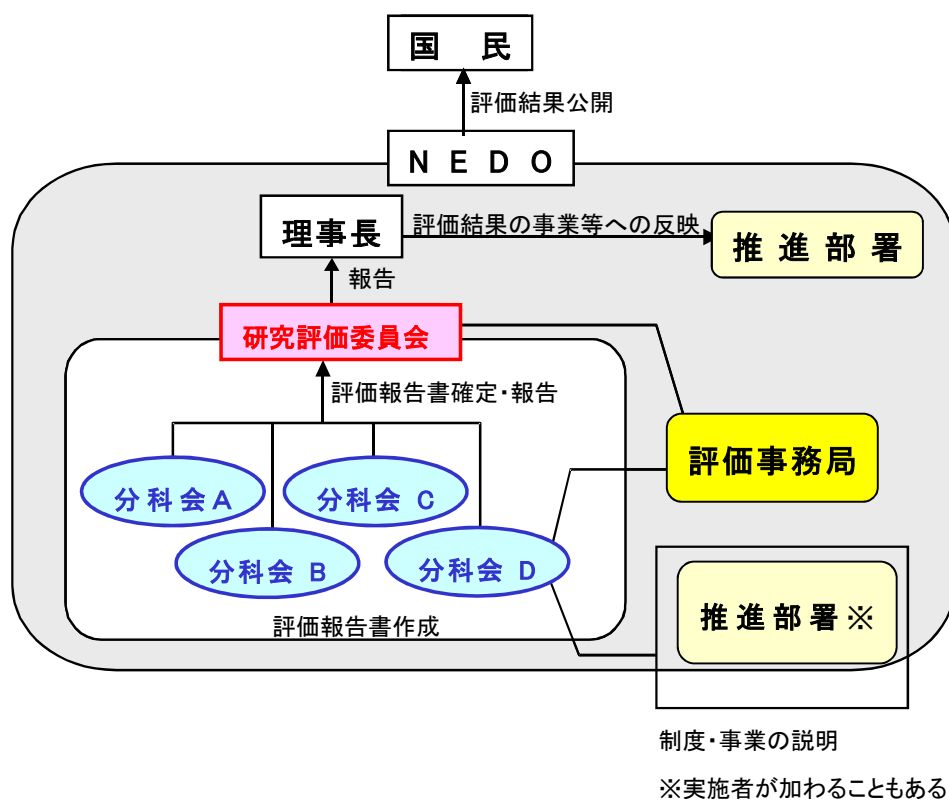 国　民
評価結果公開
N E D O
理事長
評価結果の事業等への反映
推 進 部 署
報告
研究評価委員会
評価報告書確定・報告
評価事務局
分科会A
分科会 C
分科会 B
分科会 D
推進部署※
評価報告書作成
制度・事業の説明
※実施者が加わることもある